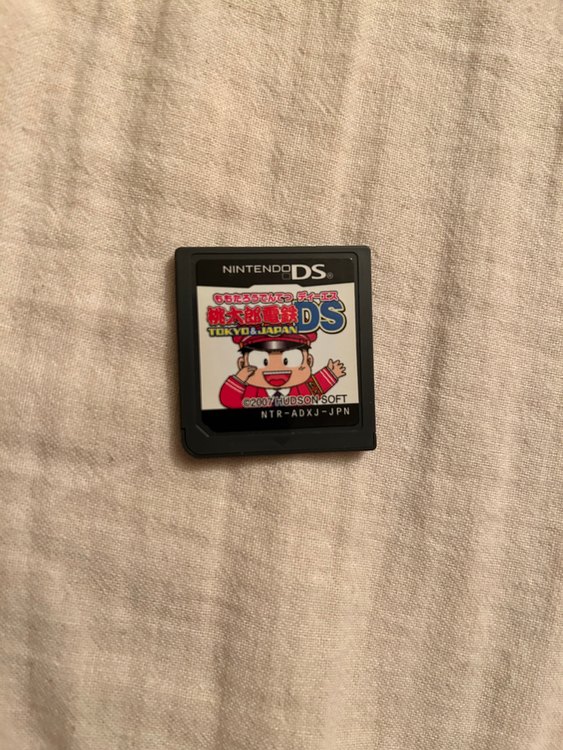 NINTENDO DS®
ももたろうでんてつ ディーエス
桃太郎電鉄DS
TOKYO&JAPAN
©2007 HUDSON SOFT
NTR-ADXJ-JPN